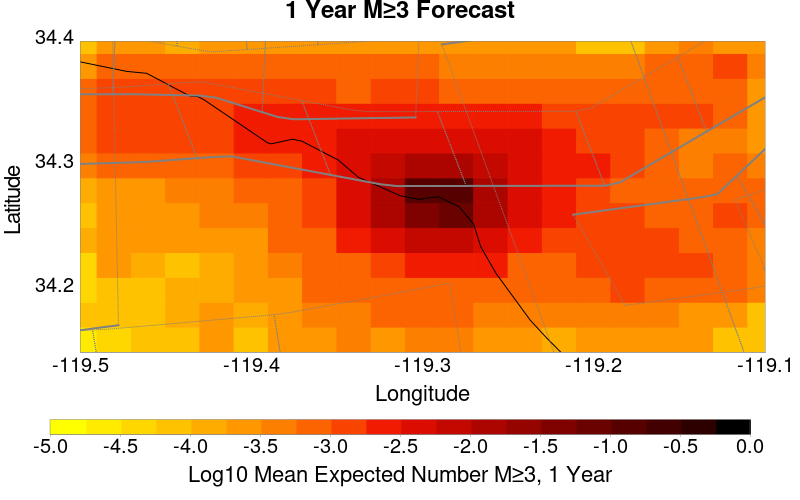 1 Year M≥3 Forecast
34.4
34.3
34.2
Latitude
-119.5 -119.4 -119.3 -119.2 -119.1
Longitude
-5.0 -4.5 -4.0 -3.5 -3.0 -2.5 -2.0 -1.5 -1.0 -0.5 0.0
Log10 Mean Expected Number M≥3, 1 Year